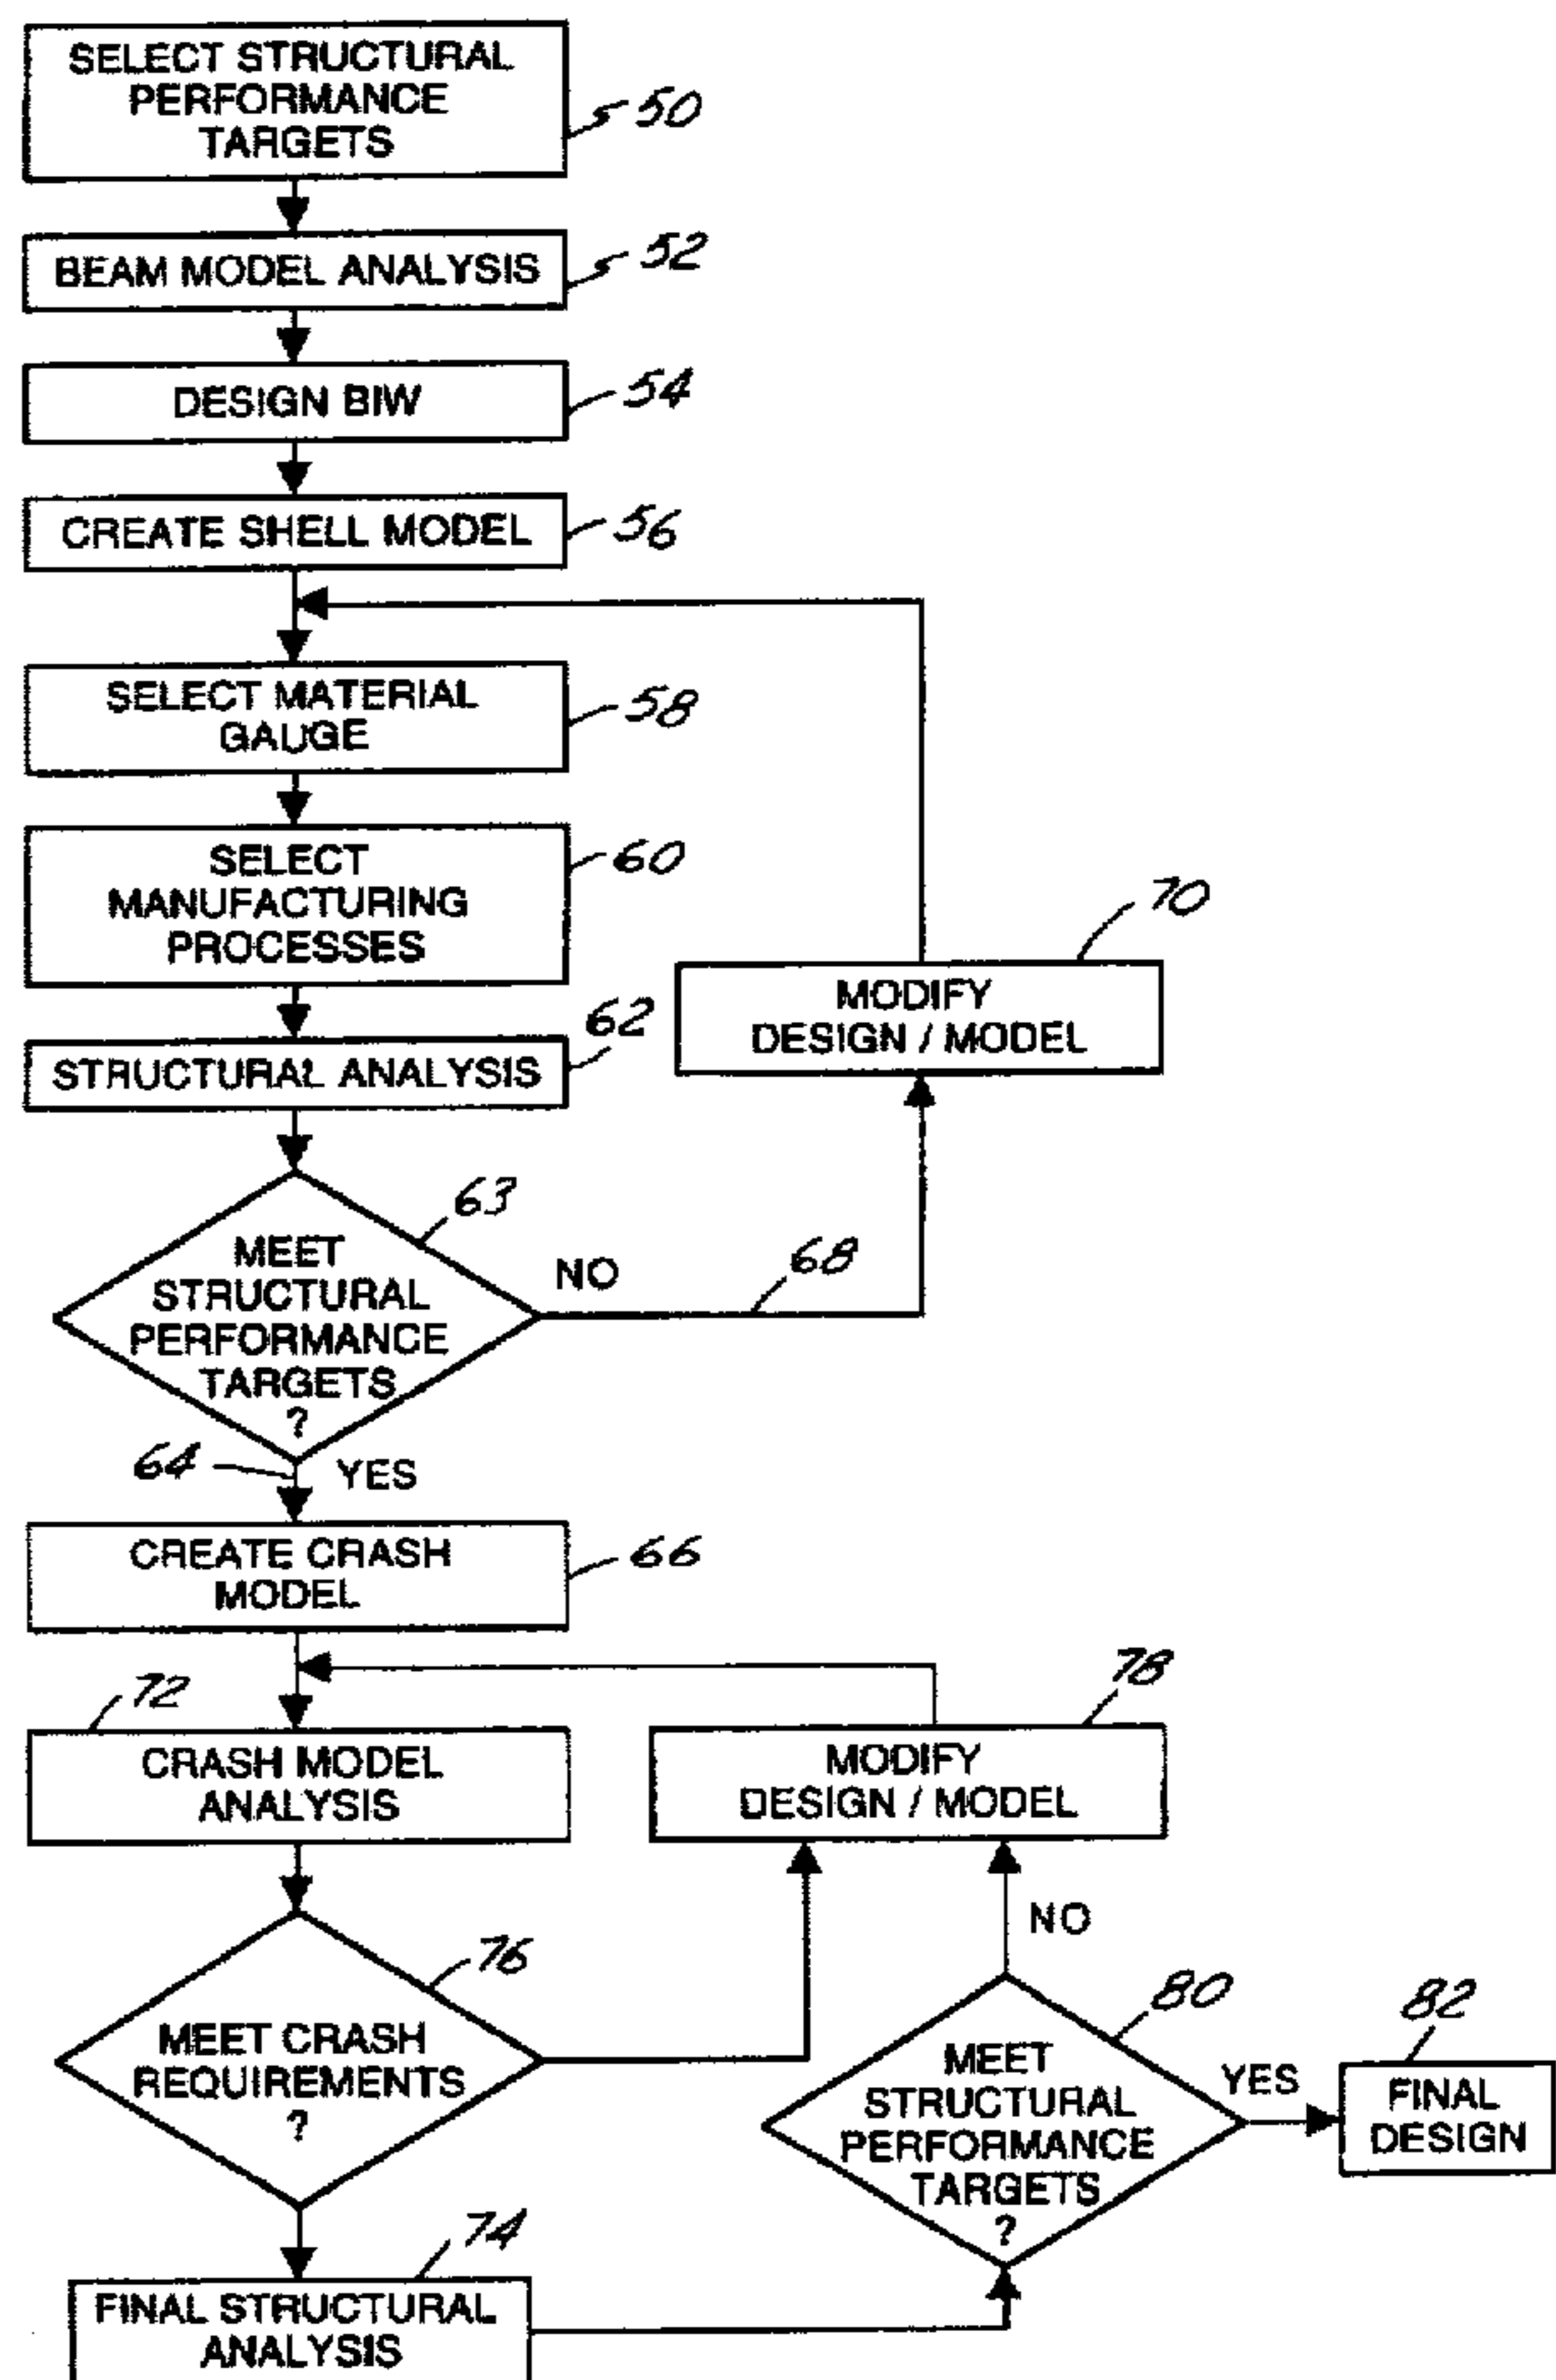 SELECT STRUCTURAL
PERFORMANCE
TARGETS
50
BEAM MODEL ANALYSIS
52
DESIGN BIW
54
CREATE SHELL MODEL
56
SELECT MATERIAL
GAUGE
58
SELECT
MANUFACTURING
PROCESSES
60
STRUCTURAL ANALYSIS
62
MODIFY
DESIGN / MODEL
70
MEET
STRUCTURAL
PERFORMANCE
TARGETS
?
63
NO
68
64
YES
CREATE CRASH
MODEL
66
CRASH MODEL
ANALYSIS
72
MODIFY
DESIGN / MODEL
78
MEET CRASH
REQUIREMENTS
?
76
NO
MEET
STRUCTURAL
PERFORMANCE
TARGETS
?
80
YES
FINAL
DESIGN
82
FINAL STRUCTURAL
ANALYSIS
74